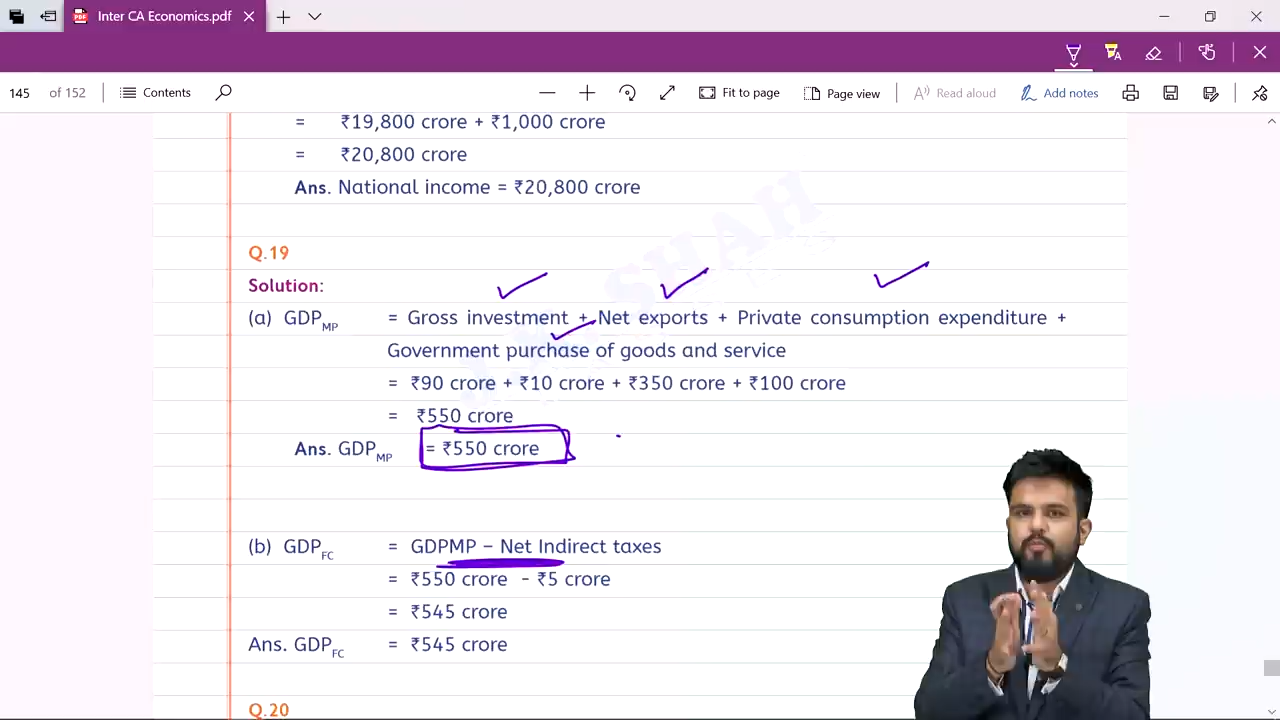 Inter CA Economics.pdf
145 of 152 Contents Fit to page Page view Read aloud Add notes
= ₹19,800 crore + ₹1,000 crore
= ₹20,800 crore
Ans. National income = ₹20,800 crore
Q.19
Solution:
(a) GDPMP = Gross investment + Net exports + Private consumption expenditure +
Government purchase of goods and service
= ₹90 crore + ₹10 crore + ₹350 crore + ₹100 crore
= ₹550 crore
Ans. GDPMP = ₹550 crore
(b) GDPFC = GDPMP – Net Indirect taxes
= ₹550 crore - ₹5 crore
= ₹545 crore
Ans. GDPFC = ₹545 crore
Q.20
SHAH